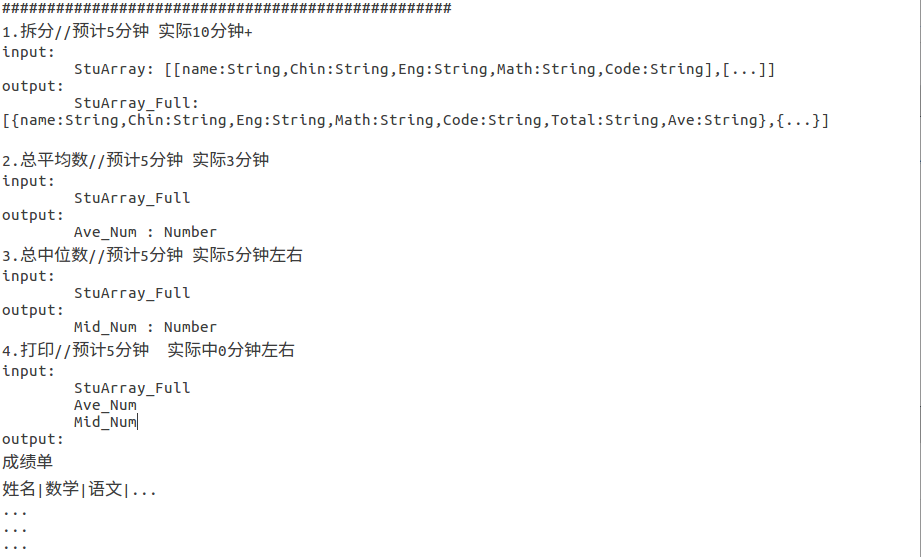 ##################################################
1.拆分//预计5分钟 实际10分钟+
input:
StuArray: [[name:String,Chin:String,Eng:String,Math:String,Code:String],[...]]
output:
StuArray_Full:
[{name:String,Chin:String,Eng:String,Math:String,Code:String,Total:String,Ave:String},{...}]
2.总平均数//预计5分钟 实际3分钟
input:
StuArray_Full
output:
Ave_Num : Number
3.总中位数//预计5分钟 实际5分钟左右
input:
StuArray_Full
output:
Mid_Num : Number
4.打印//预计5分钟  实际中0分钟左右
input:
StuArray_Full
Ave_Num
Mid_Num
output:
成绩单
姓名|数学|语文|...
...
...
...